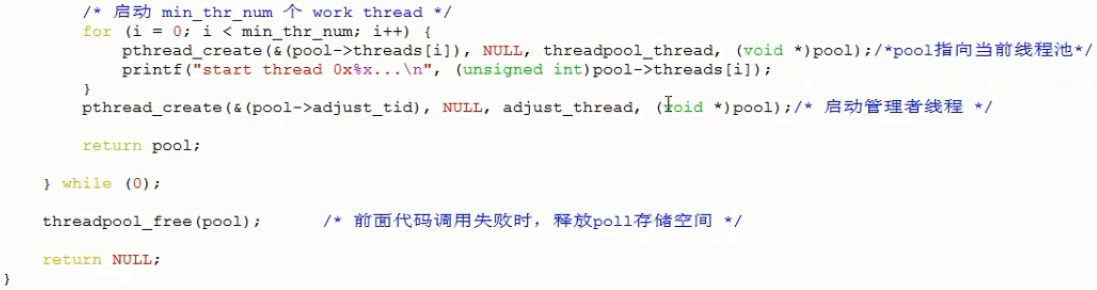 /* 启动 min_thr_num 个 work thread */
for (i = 0; i < min_thr_num; i++) {
pthread_create(&(pool->threads[i]), NULL, threadpool_thread, (void *)pool);/*pool指向当前线程池*/
printf("start thread 0x%x...\n", (unsigned int)pool->threads[i]);
}
pthread_create(&(pool->adjust_tid), NULL, adjust_thread, (void *)pool);/* 启动管理者线程 */
return pool;
} while (0);
threadpool_free(pool); /* 前面代码调用失败时，释放poll存储空间 */
return NULL;
}